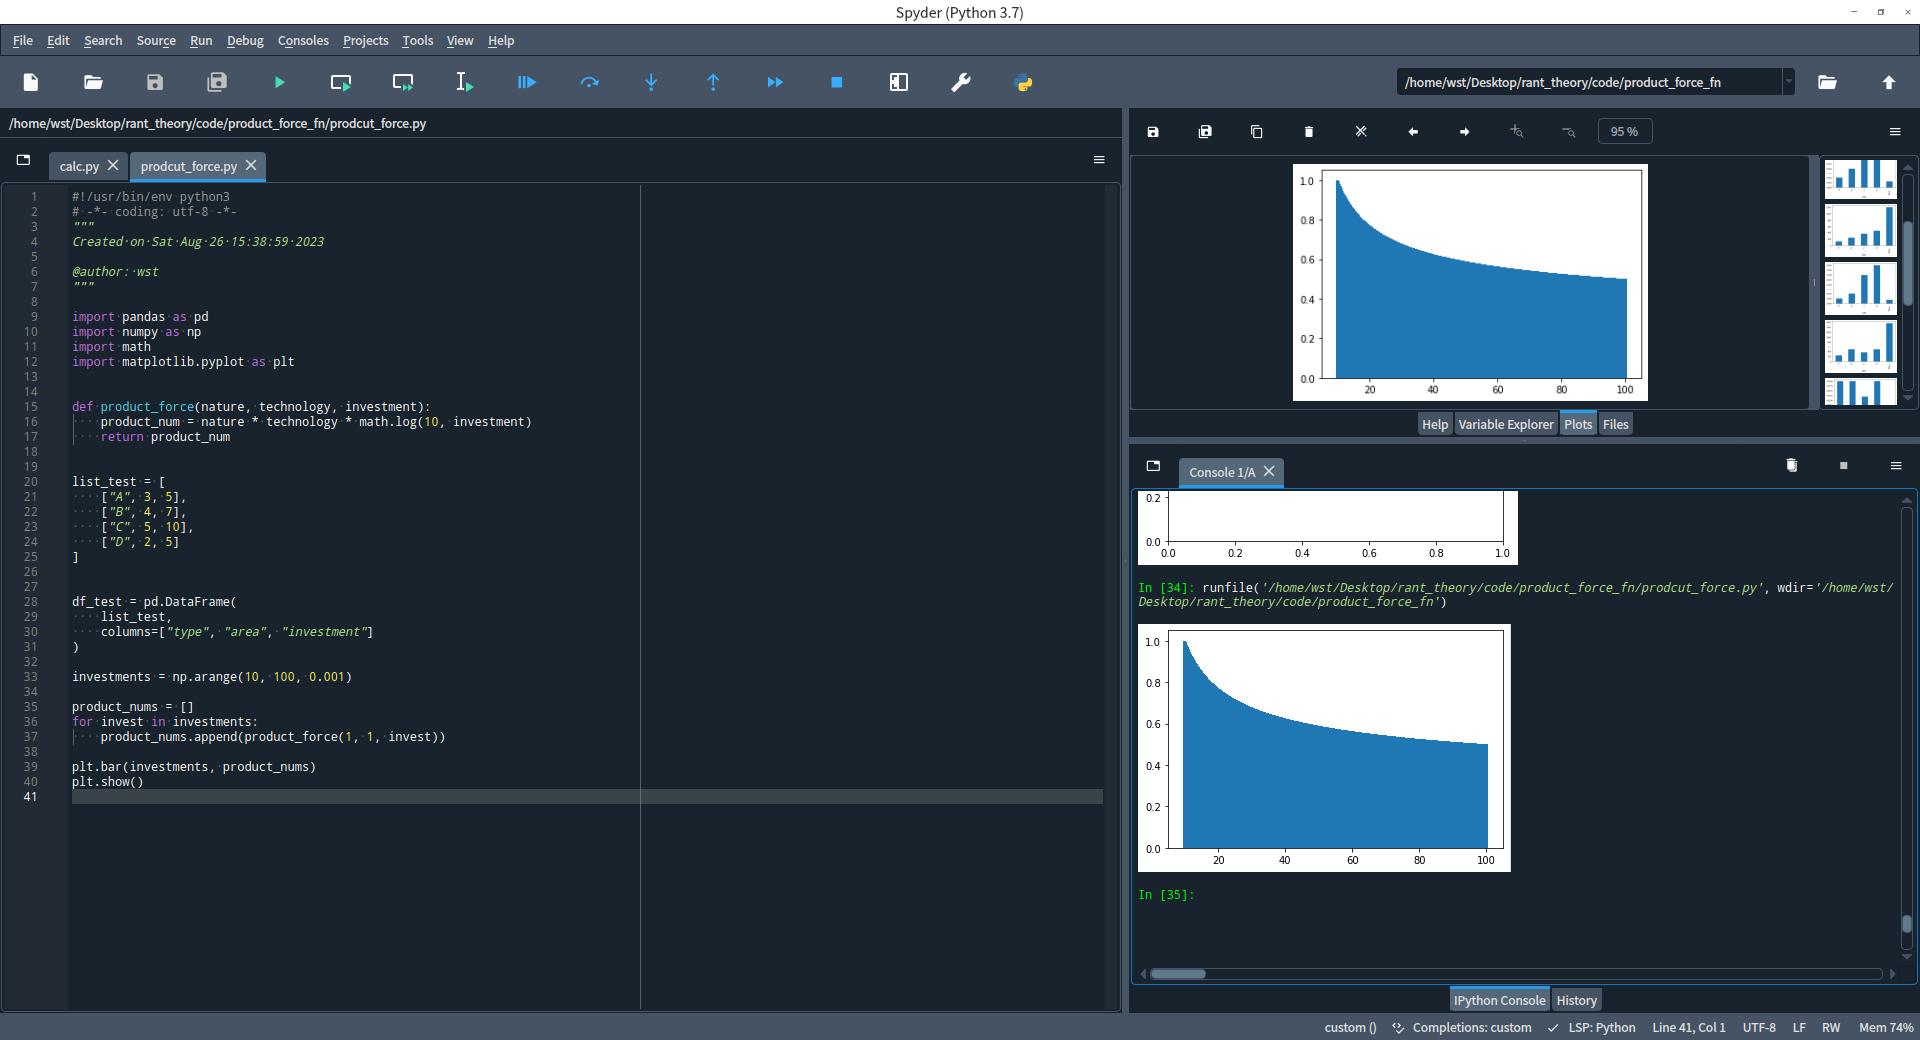 Spyder (Python 3.7)
File Edit Search Source Run Debug Consoles Projects Tools View Help
/home/wst/Desktop/rant_theory/code/product_force_fn
/home/wst/Desktop/rant_theory/code/product_force_fn/prodcut_force.py
calc.py prodcut_force.py
1 #!/usr/bin/env python3
2 # -*- coding: utf-8 -*-
3 """
4 Created on Sat Aug 26 15:38:59 2023
5
6 @author: wst
7 """
8
9 import pandas as pd
10 import numpy as np
11 import math
12 import matplotlib.pyplot as plt
13
14
15 def product_force(nature, technology, investment):
16     product_num = nature * technology * math.log(10, investment)
17     return product_num
18
19
20 list_test = [
21     ["A", 3, 5],
22     ["B", 4, 7],
23     ["C", 5, 10],
24     ["D", 2, 5]
25 ]
26
27
28 df_test = pd.DataFrame(
29     list_test,
30     columns=["type", "area", "investment"]
31 )
32
33 investments = np.arange(10, 100, 0.001)
34
35 product_nums = []
36 for invest in investments:
37     product_nums.append(product_force(1, 1, invest))
38
39 plt.bar(investments, product_nums)
40 plt.show()
41
95 %
1.0
0.8
0.6
0.4
0.2
0.0
20 40 60 80 100
Help Variable Explorer Plots Files
Console 1/A
0.2
0.0
0.0 0.2 0.4 0.6 0.8 1.0
In [34]: runfile('/home/wst/Desktop/rant_theory/code/product_force_fn/prodcut_force.py', wdir='/home/wst/
Desktop/rant_theory/code/product_force_fn')
1.0
0.8
0.6
0.4
0.2
0.0
20 40 60 80 100
In [35]:
IPython Console History
custom () Completions: custom LSP: Python Line 41, Col 1 UTF-8 LF RW Mem 74%